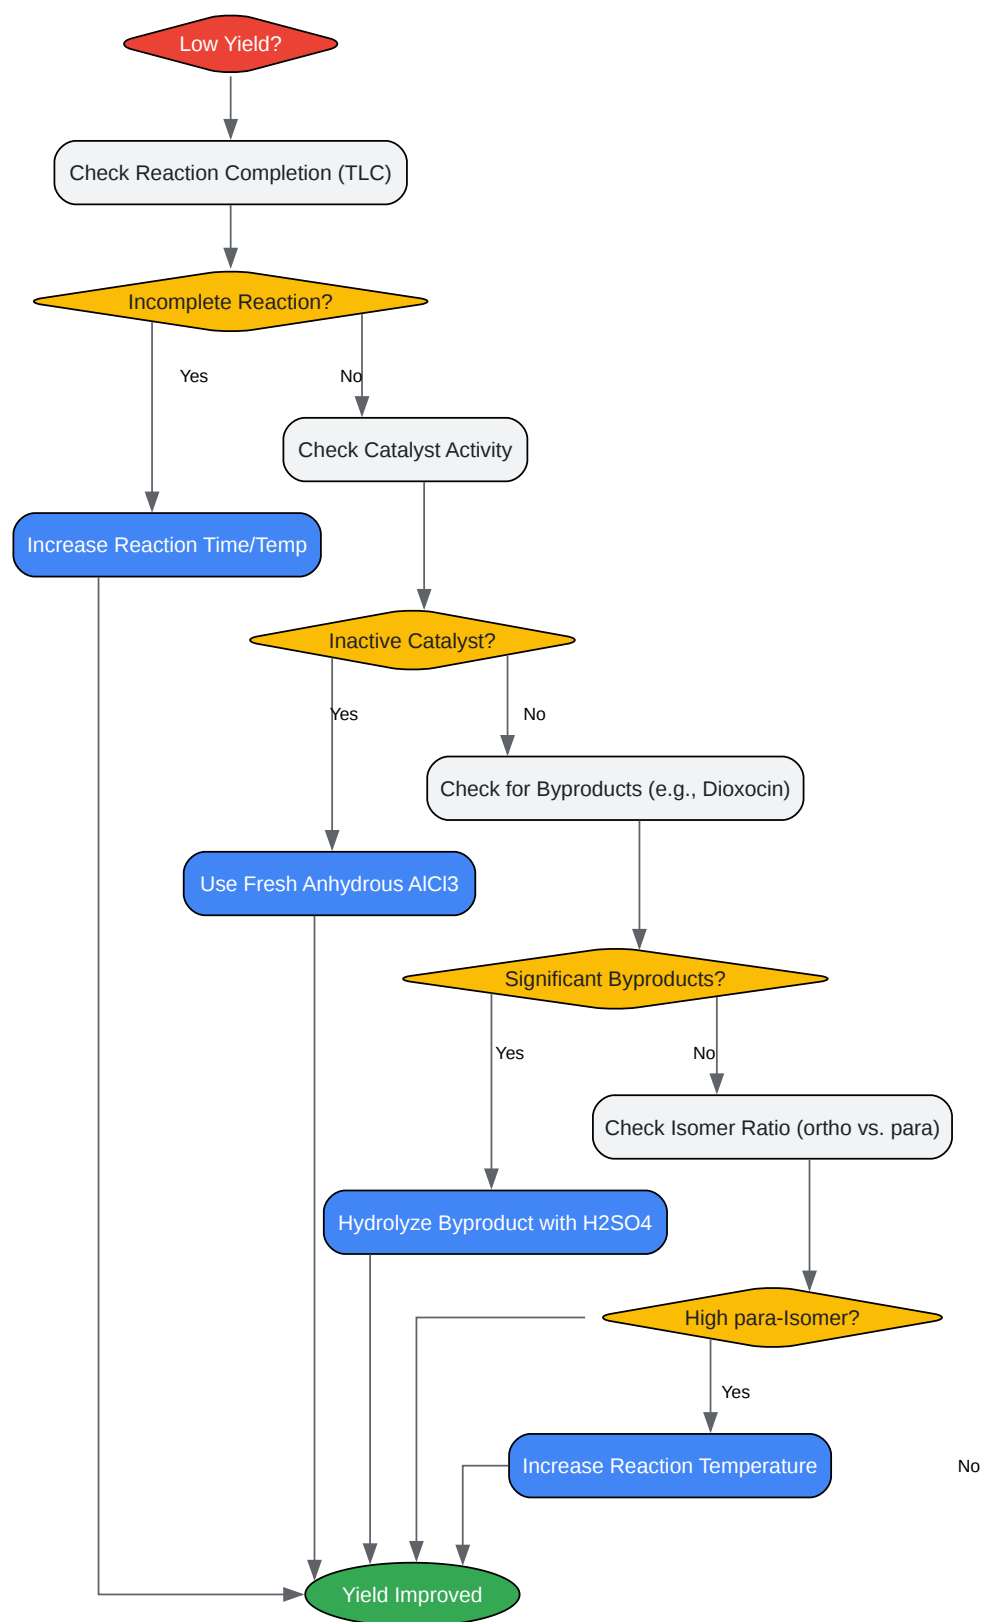 Low Yield?
Check Reaction Completion (TLC)
Incomplete Reaction?
Yes
No
Check Catalyst Activity
Increase Reaction Time/Temp
Inactive Catalyst?
Yes
No
Check for Byproducts (e.g., Dioxocin)
Use Fresh Anhydrous AlCl3
Significant Byproducts?
Yes
No
Check Isomer Ratio (ortho vs. para)
Hydrolyze Byproduct with H2SO4
High para-Isomer?
Yes
Increase Reaction Temperature
No
Yield Improved